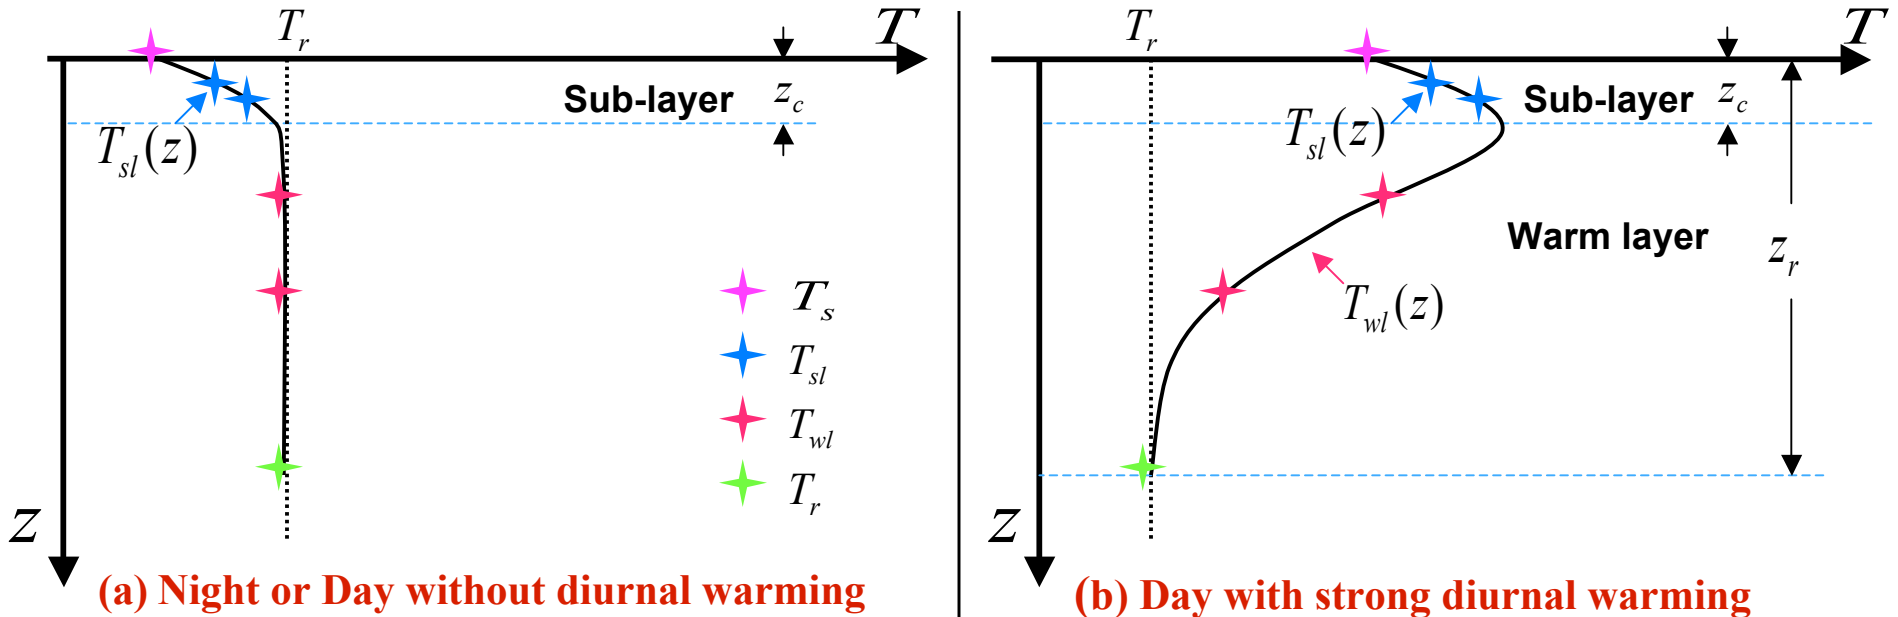 T_r
T
Sub-layer
z_c
T_sl(z)
T_s
T_sl
T_wl
T_r
z
(a) Night or Day without diurnal warming
T_r
T
Sub-layer
z_c
T_sl(z)
Warm layer
z_r
T_wl(z)
z
(b) Day with strong diurnal warming